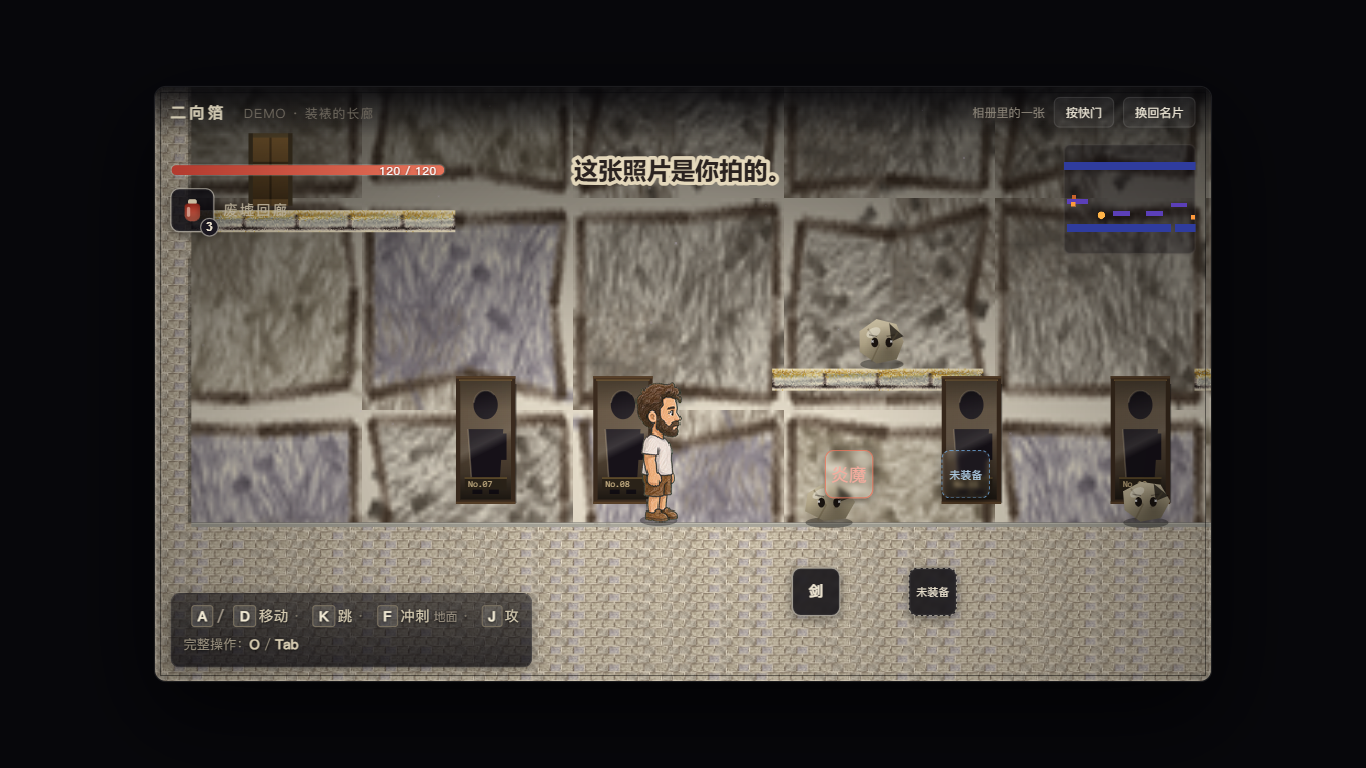 二向箔 DEMO · 装裱的长廊
相册里的一张 按快门 换回名片
120 / 120
这张照片是你拍的。
3
废墟回廊
No.07
No.08
No.
炎魔
未装备
剑
未装备
A / D 移动 · K 跳 · F 冲刺 地面 · J 攻
完整操作: O / Tab